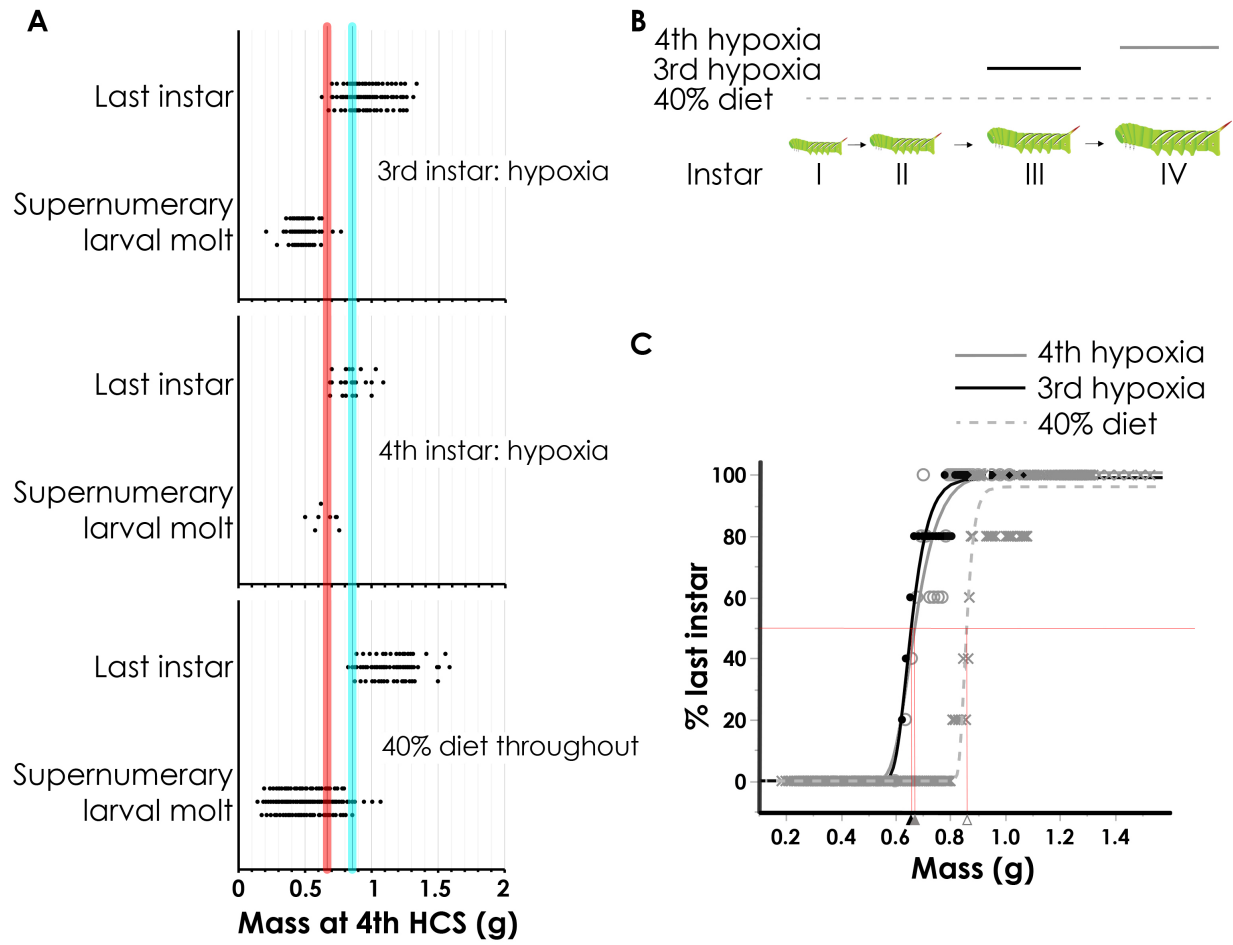 A
Last instar
3rd instar: hypoxia
Supernumerary
larval molt
Last instar
4th instar: hypoxia
Supernumerary
larval molt
Last instar
40% diet throughout
Supernumerary
larval molt
0 0.5 1 1.5 2
Mass at 4th HCS (g)
B
4th hypoxia
3rd hypoxia
40% diet
Instar I II III IV
C
4th hypoxia
3rd hypoxia
40% diet
100
80
60
40
20
0
% last instar
0.2 0.4 0.6 0.8 1.0 1.2 1.4
Mass (g)